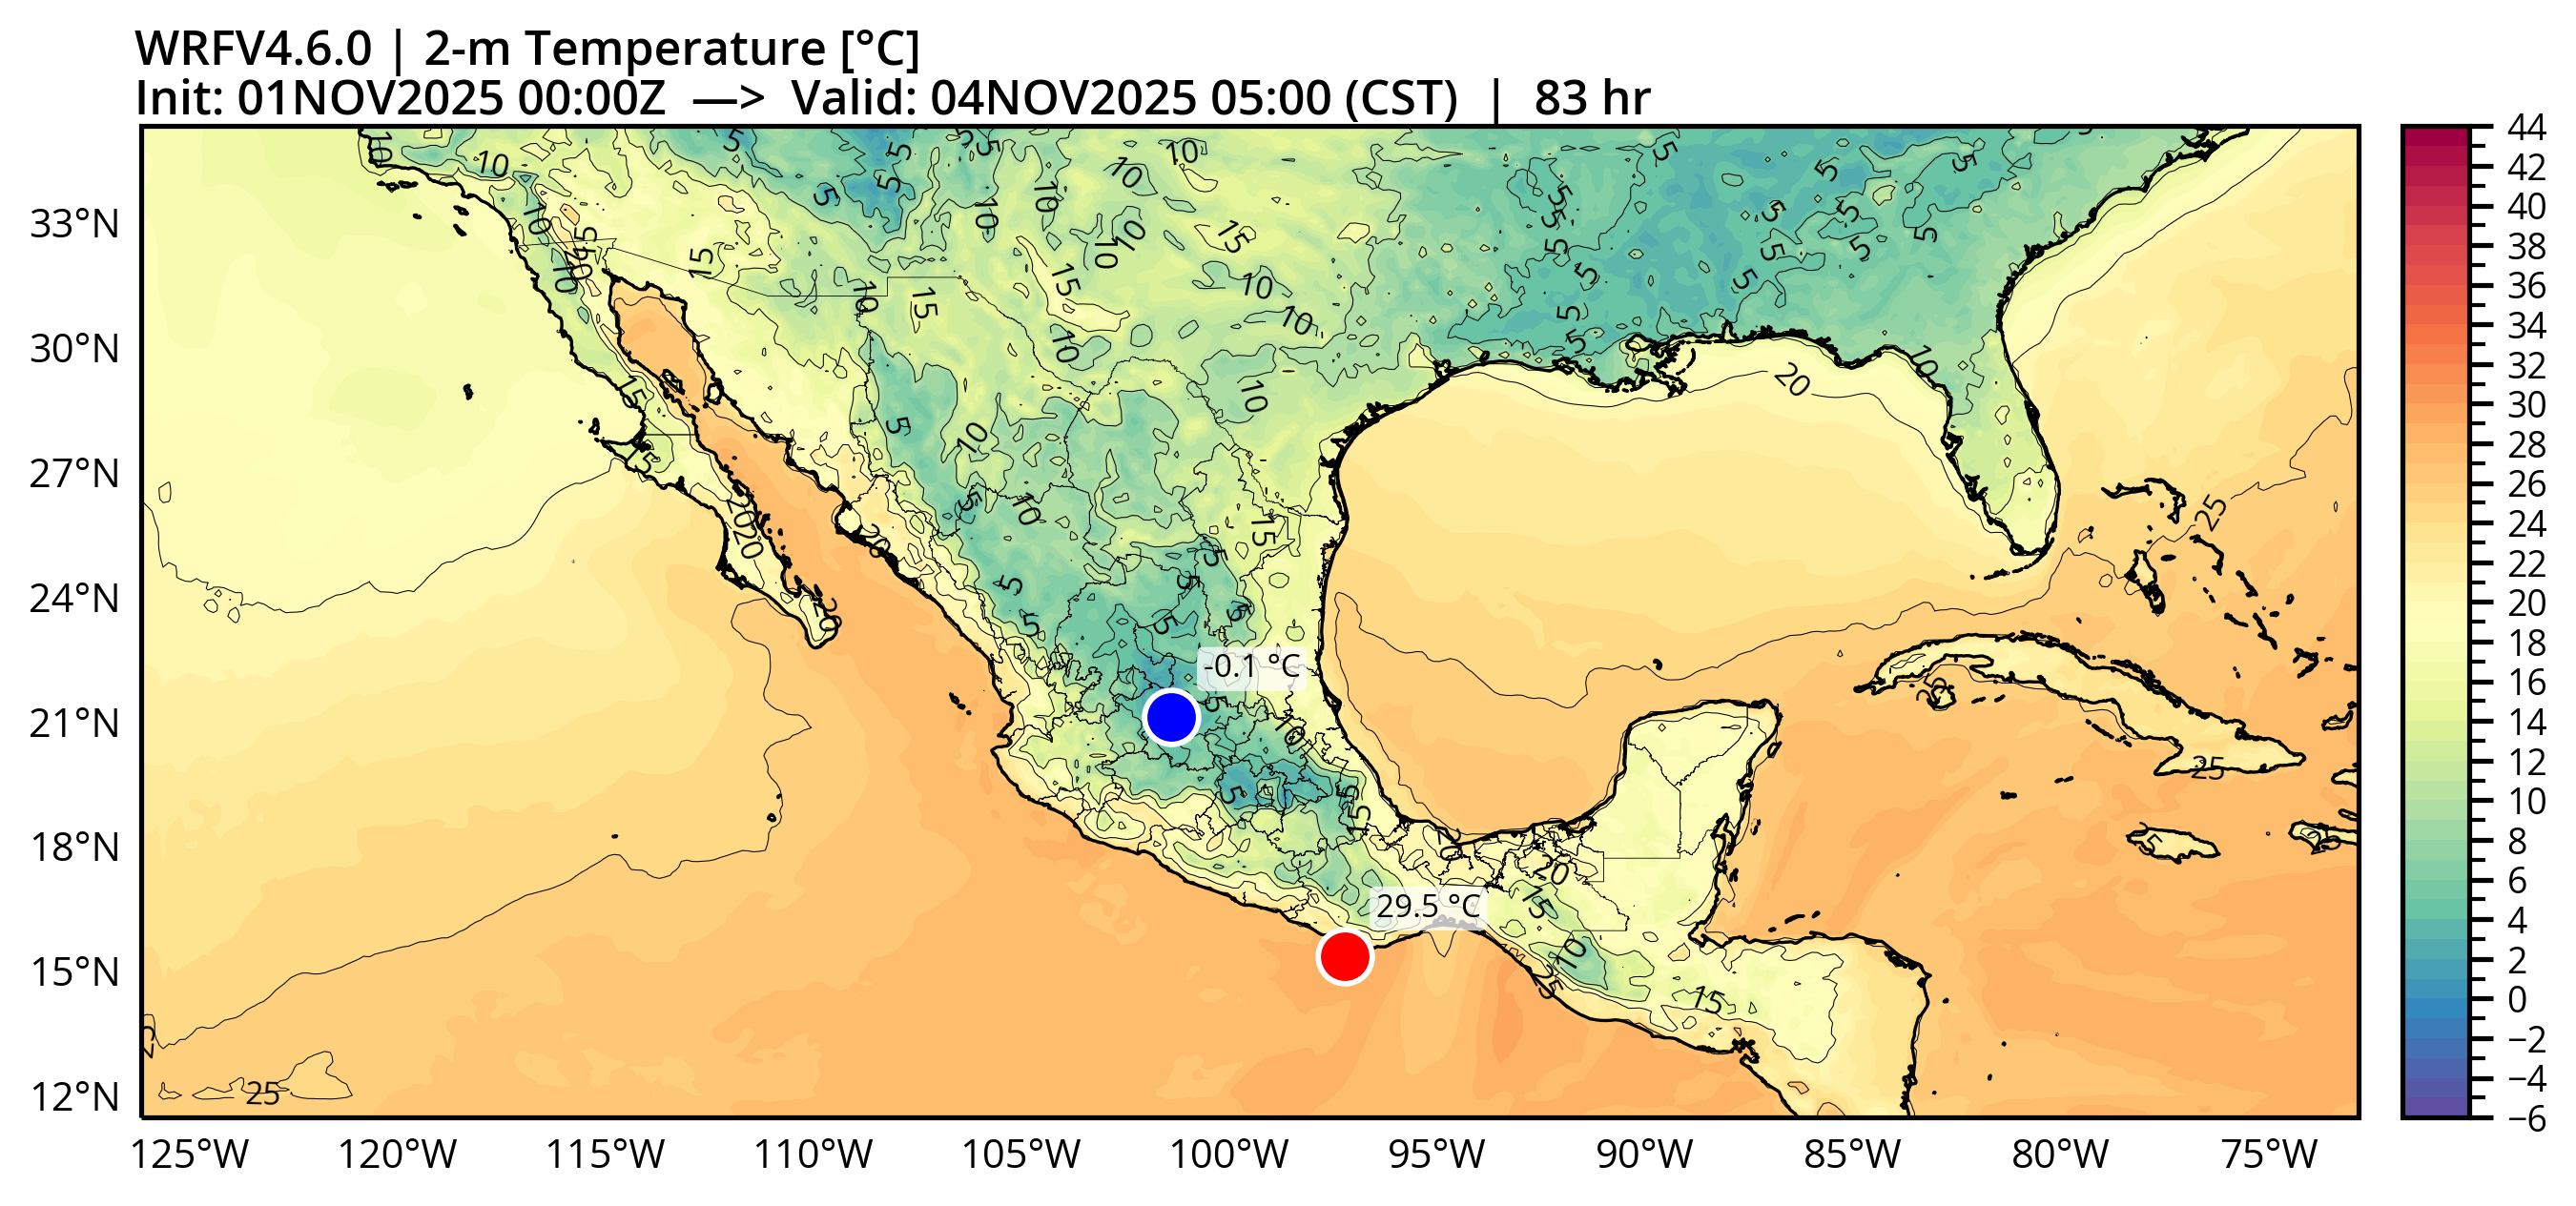 WRFV4.6.0 | 2-m Temperature [°C]
Init: 01NOV2025 00:00Z —> Valid: 04NOV2025 05:00 (CST) | 83 hr
33°N
30°N
27°N
24°N
21°N
18°N
15°N
12°N
125°W 120°W 115°W 110°W 105°W 100°W 95°W 90°W 85°W 80°W 75°W
-0.1 °C
29.5 °C
44
42
40
38
36
34
32
30
28
26
24
22
20
18
16
14
12
10
8
6
4
2
0
−2
−4
−6
10 10 5 5 10 10 5 5
10 15 5 10 10 10 15 5 5 5
20 10 15 10 15 15 10 10 5 5
15 5 10 10 10 20 10
15 20 20 20 5 10 15 25
20 5 5 5 5 5 10 25 25
5 15 20 15 10 25 15
25 25